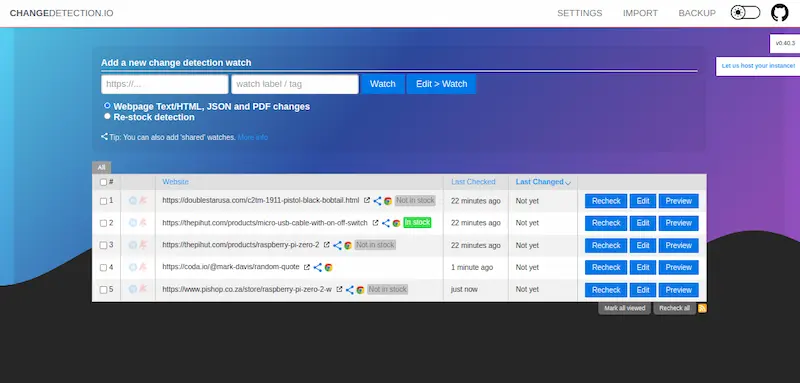 CHANGEDETECTION.IO SETTINGS IMPORT BACKUP
v0.40.3
Let us host your instance!
Add a new change detection watch
https://... watch label / tag Watch Edit > Watch
Webpage Text/HTML, JSON and PDF changes
Re-stock detection
Tip: You can also add 'shared' watches. More info
All
# Website Last Checked Last Changed
1 https://doublestarusa.com/c2tm-1911-pistol-black-bobtail.html Not in stock 22 minutes ago Not yet Recheck Edit Preview
2 https://thepihut.com/products/micro-usb-cable-with-on-off-switch In stock 22 minutes ago Not yet Recheck Edit Preview
3 https://thepihut.com/products/raspberry-pi-zero-2 Not in stock 22 minutes ago Not yet Recheck Edit Preview
4 https://coda.io/@mark-davis/random-quote 1 minute ago Not yet Recheck Edit Preview
5 https://www.pishop.co.za/store/raspberry-pi-zero-2-w Not in stock just now Not yet Recheck Edit Preview
Mark all viewed Recheck all